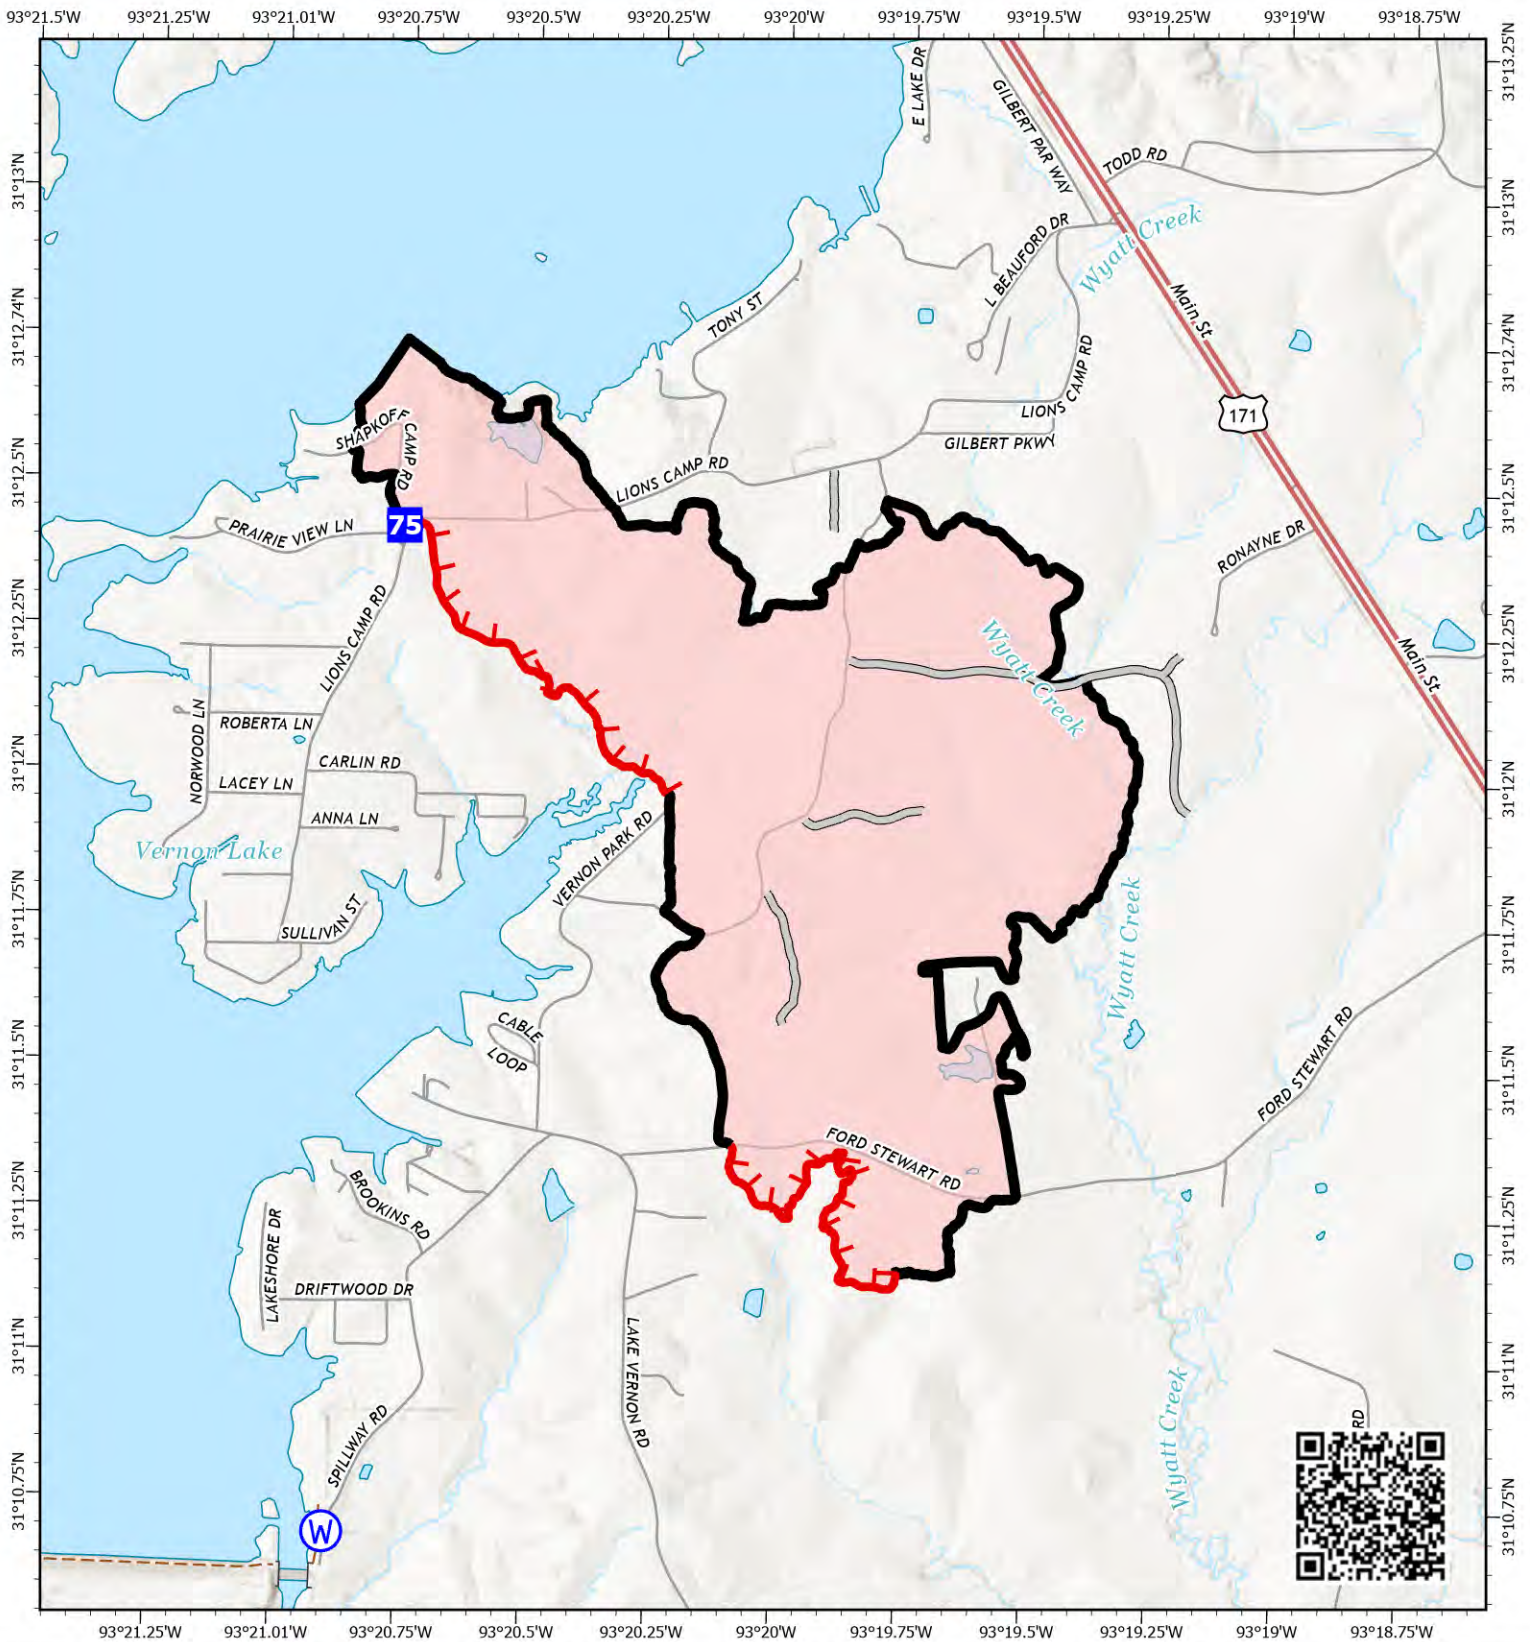 93°21.5'W 93°21.25'W 93°21.01'W 93°20.75'W 93°20.5'W 93°20.25'W 93°20'W 93°19.75'W 93°19.5'W 93°19.25'W 93°19'W 93°18.75'W
31°13.25'N
31°13'N
31°13'N
31°12.74'N
31°12.74'N
31°12.5'N
31°12.5'N
31°12.25'N
31°12.25'N
31°12'N
31°12'N
31°11.75'N
31°11.75'N
31°11.5'N
31°11.5'N
31°11.25'N
31°11.25'N
31°11'N
31°11'N
31°10.75'N
31°10.75'N
E LAKE DR
GILBERT PAR WAY
TODD RD
Wyatt Creek
L BEAUFORD DR
Main St
TONY ST
171
LIONS CAMP RD
GILBERT PKWY
SHAPKOFF
CAMP RD
LIONS CAMP RD
75
PRAIRIE VIEW LN
RONAYNE DR
LIONS CAMP RD
Wyatt Creek
Main St
NORWOOD LN
ROBERTA LN
CARLIN RD
LACEY LN
ANNA LN
Vernon Lake
VERNON PARK RD
SULLIVAN ST
Wyatt Creek
CABLE
LOOP
FORD STEWART RD
FORD STEWART RD
BROOKINS RD
LAKESHORE DR
DRIFTWOOD DR
LAKE VERNON RD
SPILLWAY RD
Wyatt Creek
RD
W
93°21.25'W 93°21.01'W 93°20.75'W 93°20.5'W 93°20.25'W 93°20'W 93°19.75'W 93°19.5'W 93°19.25'W 93°19'W 93°18.75'W